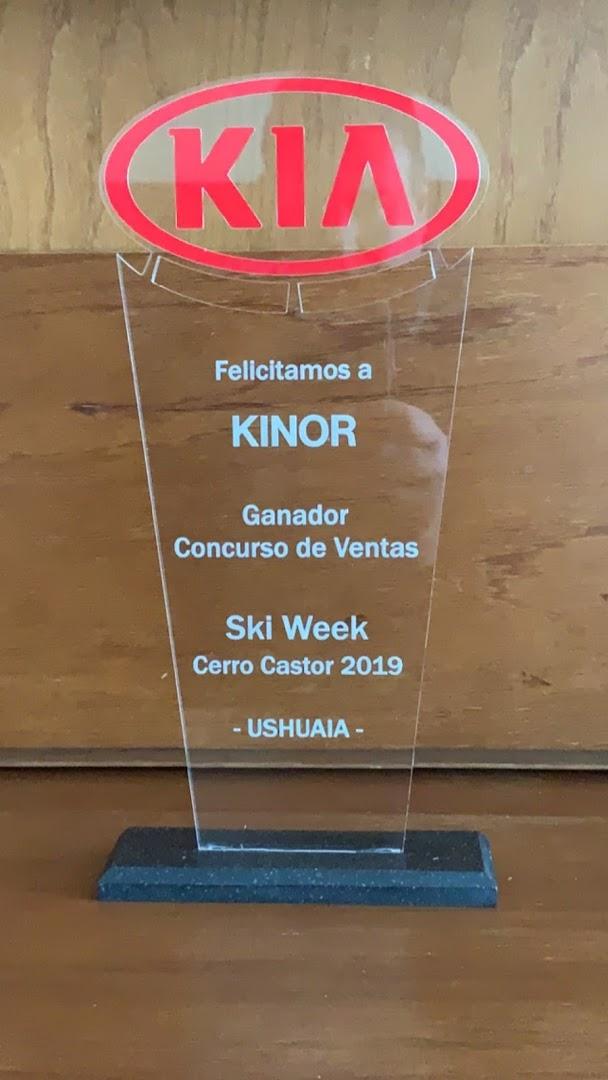 KIA
Felicitamos a
KINOR
Ganador
Concurso de Ventas
Ski Week
Cerro Castor 2019
- USHUAIA -